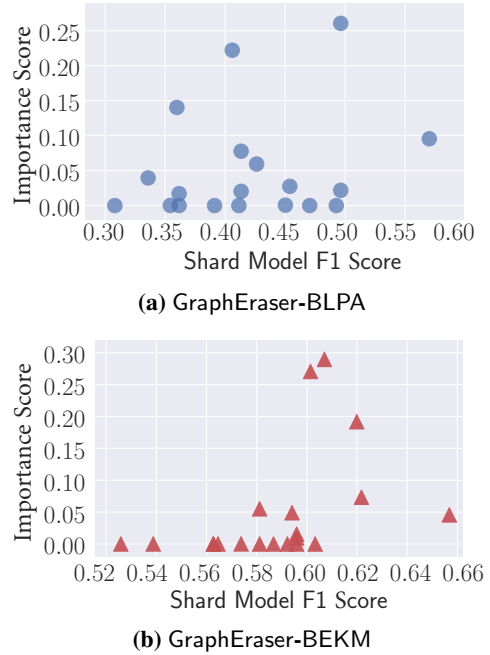 Importance Score
0.25
0.20
0.15
0.10
0.05
0.00
0.30 0.35 0.40 0.45 0.50 0.55 0.60
Shard Model F1 Score
(a) GraphEraser-BLPA
Importance Score
0.30
0.25
0.20
0.15
0.10
0.05
0.00
0.52 0.54 0.56 0.58 0.60 0.62 0.64 0.66
Shard Model F1 Score
(b) GraphEraser-BEKM